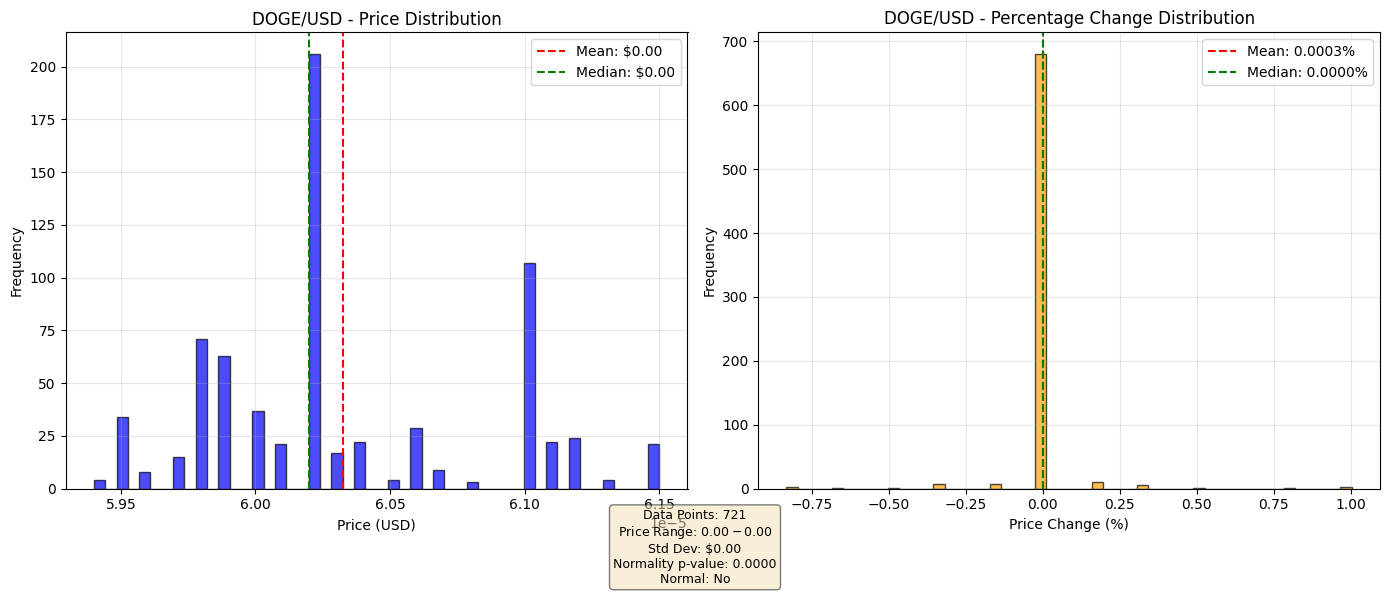 DOGE/USD - Price Distribution
Mean: $0.00
Median: $0.00
Frequency
200
175
150
125
100
75
50
25
0
5.95
6.00
6.05
6.10
6.15
1e−5
Price (USD)
DOGE/USD - Percentage Change Distribution
Mean: 0.0003%
Median: 0.0000%
Frequency
700
600
500
400
300
200
100
0
−0.75
−0.50
−0.25
0.00
0.25
0.50
0.75
1.00
Price Change (%)
Data Points: 721
Price Range: 0.00 − 0.00
Std Dev: $0.00
Normality p-value: 0.0000
Normal: No